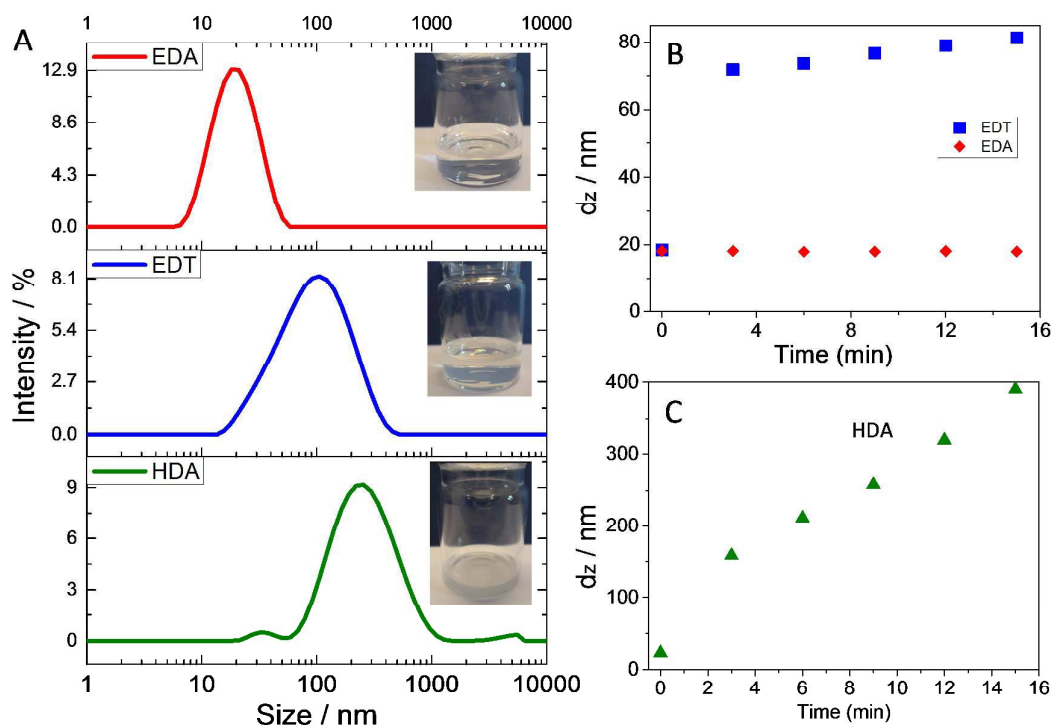 A
1 10 100 1000 10000
EDA
12.9
8.6
4.3
0.0
EDT
8.1
5.4
2.7
0.0
HDA
9
6
3
0
Intensity / %
1 10 100 1000 10000
Size / nm
B
80
60
40
20
0
dz / nm
EDT
EDA
0 4 8 12 16
Time (min)
C
400
300
200
100
0
dz / nm
HDA
0 2 4 6 8 10 12 14 16
Time (min)